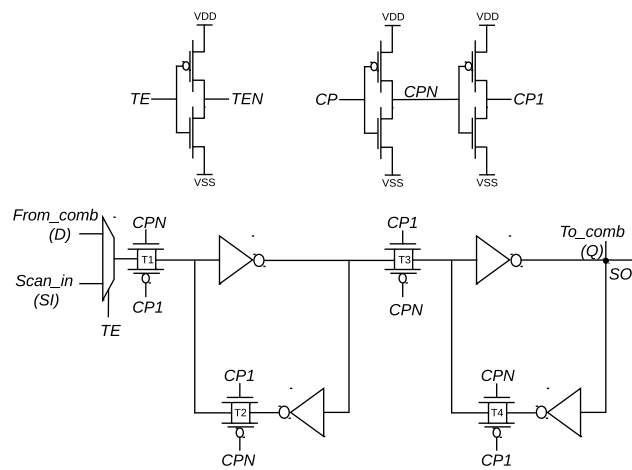 VDD
VDD
VDD
TE
TEN
CP
CPN
CP1
VSS
VSS
VSS
From_comb
(D)
CPN
CP1
To_comb
(Q)
T1
T3
Scan_in
(SI)
CP1
CPN
SO
TE
CP1
CPN
T2
T4
CPN
CP1